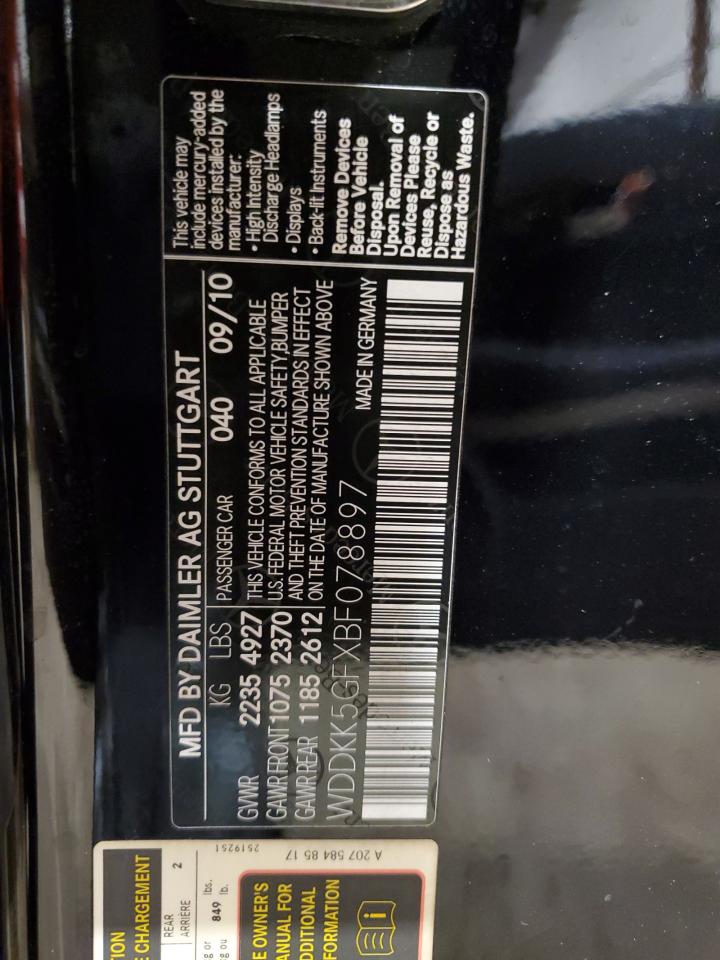 MFD BY DAIMLER AG STUTTGART
KG LBS PASSENGER CAR 040 09/10
GVWR 2235 4927
GAWR FRONT 1075 2370
GAWR REAR 1185 2612
THIS VEHICLE CONFORMS TO ALL APPLICABLE
U.S. FEDERAL MOTOR VEHICLE SAFETY, BUMPER
AND THEFT PREVENTION STANDARDS IN EFFECT
ON THE DATE OF MANUFACTURE SHOWN ABOVE
WDDKK5GFXBF078897
MADE IN GERMANY
This vehicle may
include mercury-added
devices installed by the
manufacturer:
• High Intensity
Discharge Headlamps
• Displays
• Back-lit Instruments
Remove Devices
Before Vehicle
Disposal.
Upon Removal of
Devices Please
Reuse, Recycle or
Dispose as
Hazardous Waste.
TION
E CHARGEMENT
REAR
ARRIÈRE 2
g or 849 lbs.
g ou lb.
E OWNER'S
ANUAL FOR
DDITIONAL
FORMATION
2519251
A 207 584 85 17